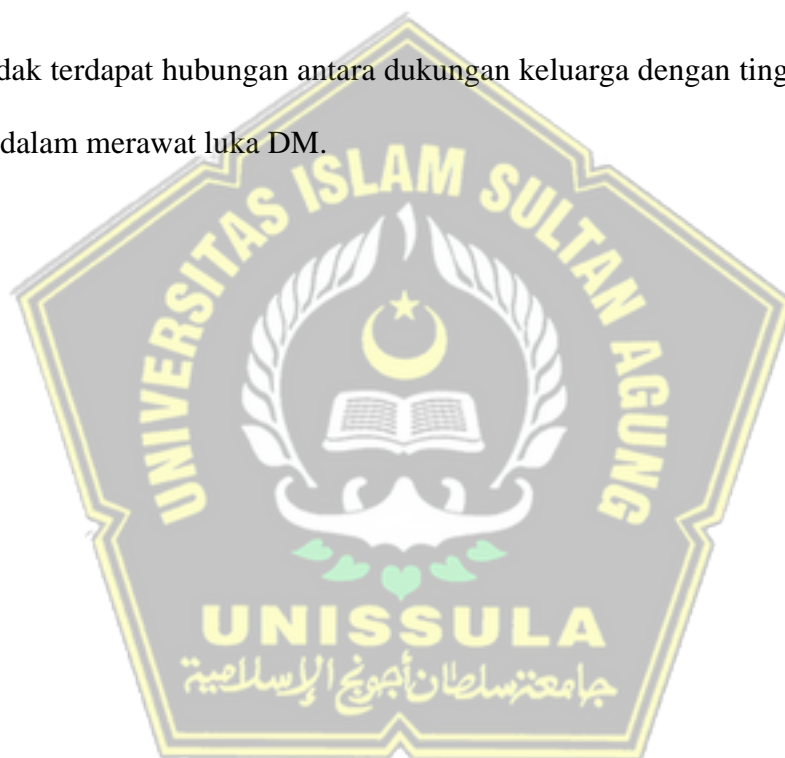 dak terdapat hubungan antara dukungan keluarga dengan ting
dalam merawat luka DM.
UNIVERSITAS ISLAM SULTAN AGUNG
UNISSULA
جامعة سلطان أجونج الإسلامية